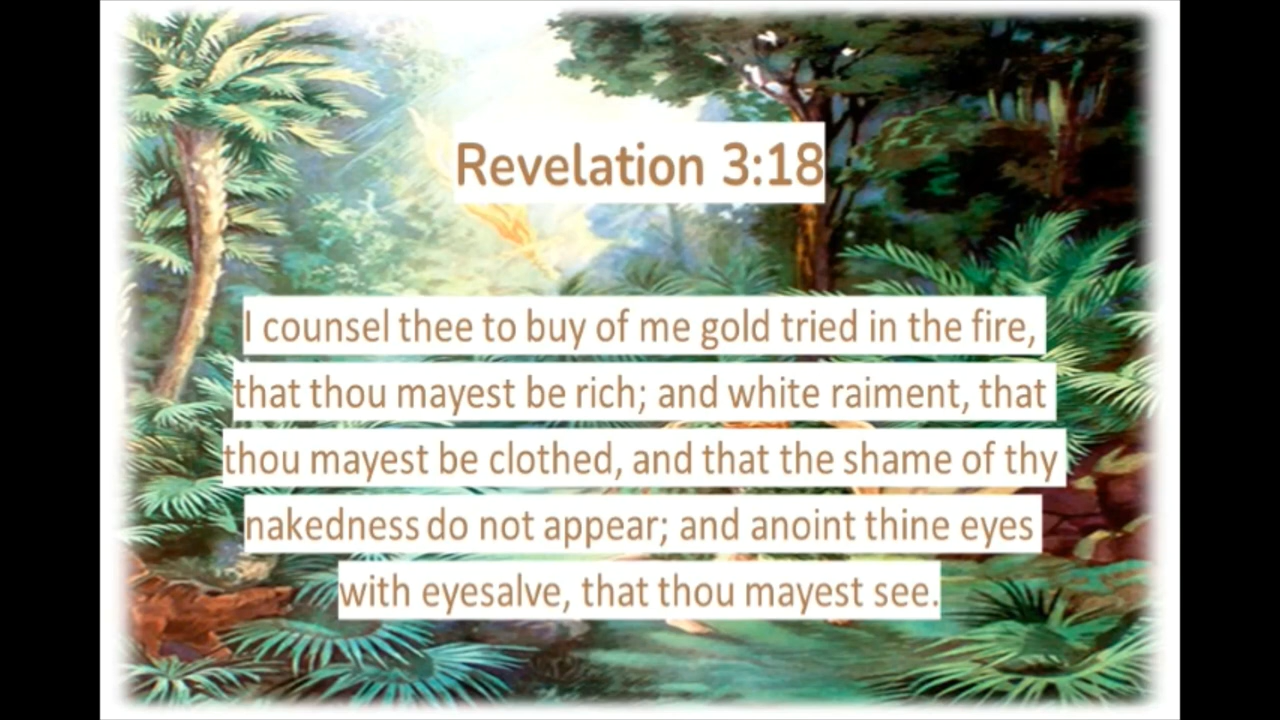 Revelation 3:18
I counsel thee to buy of me gold tried in the fire,
that thou mayest be rich; and white raiment, that
thou mayest be clothed, and that the shame of thy
nakedness do not appear; and anoint thine eyes
with eyesalve, that thou mayest see.